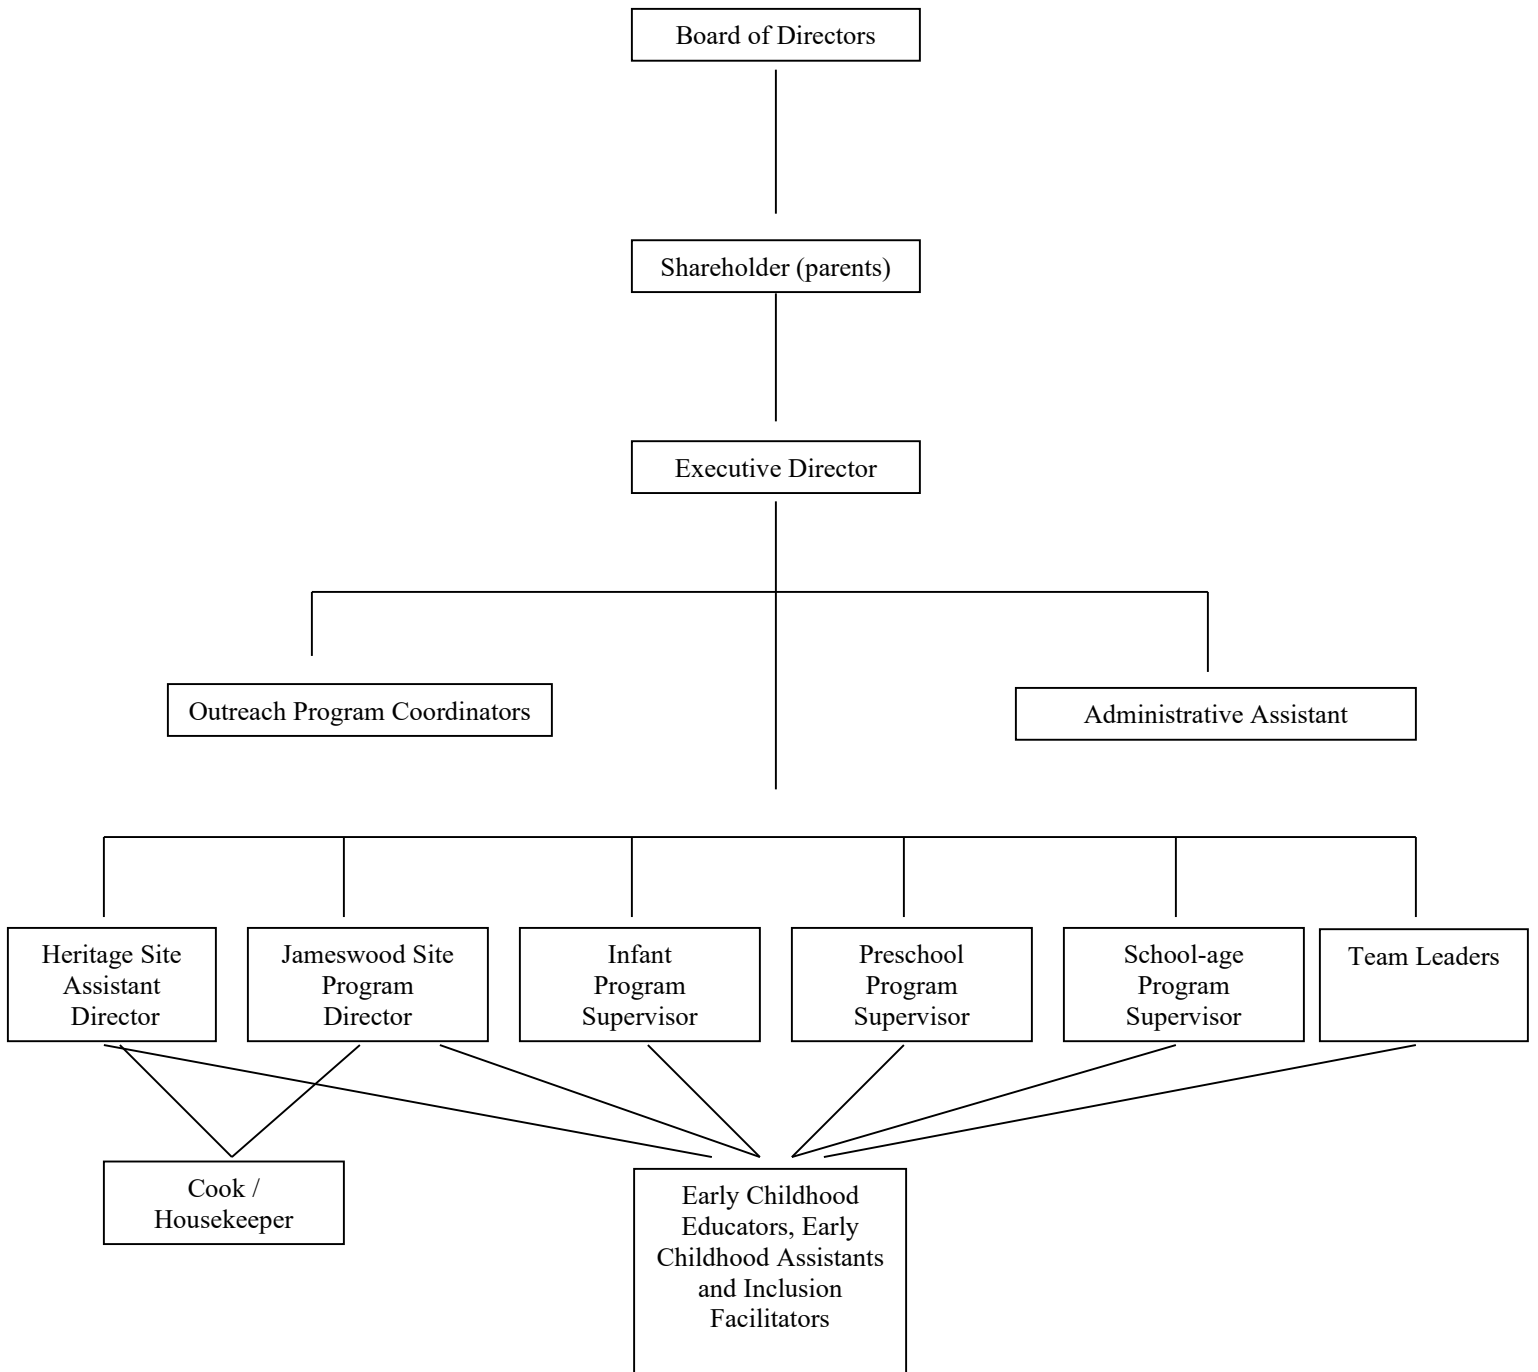 Board of Directors
Shareholder (parents)
Executive Director
Outreach Program Coordinators
Administrative Assistant
Heritage Site
Assistant
Director
Jameswood Site
Program
Director
Infant
Program
Supervisor
Preschool
Program
Supervisor
School-age
Program
Supervisor
Team Leaders
Cook /
Housekeeper
Early Childhood
Educators, Early
Childhood Assistants
and Inclusion
Facilitators